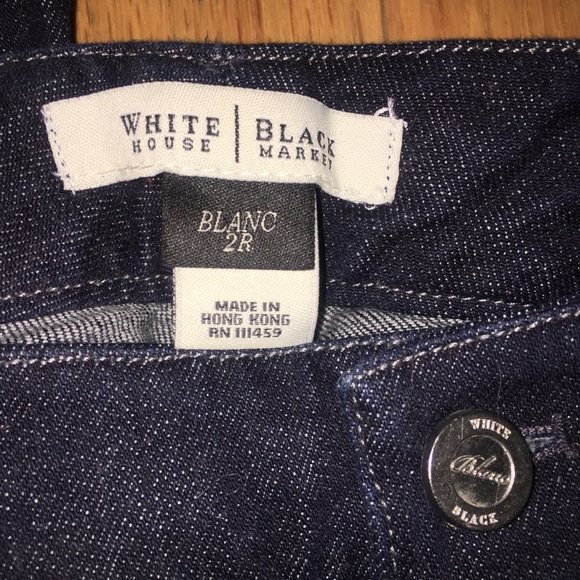 WHITE HOUSE | BLACK MARKET
BLANC
2R
MADE IN
HONG KONG
RN 111459
WHITE
Blanc
BLACK